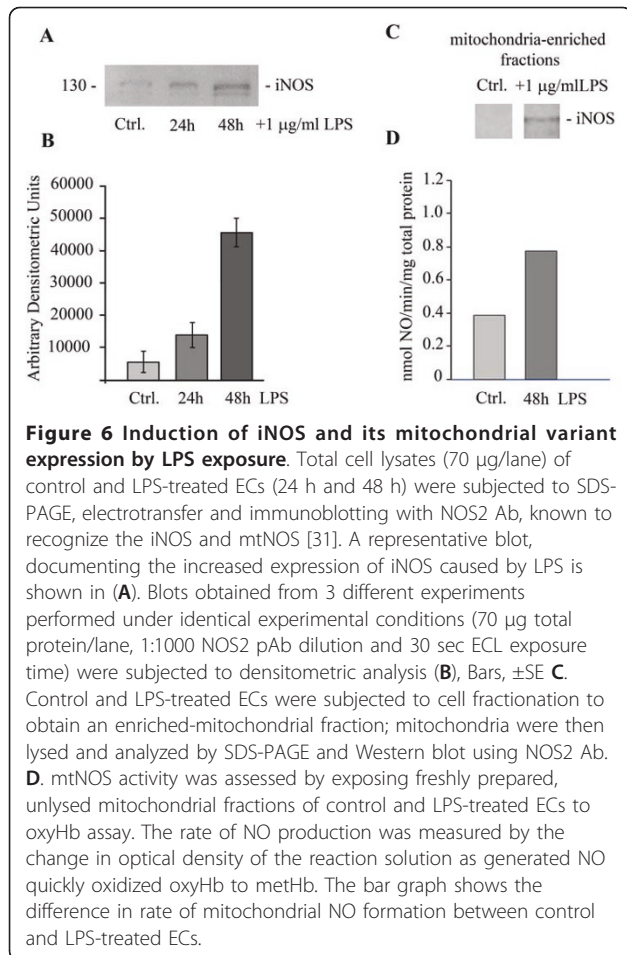 A
130 -
- iNOS
Ctrl. 24h 48h +1 µg/ml LPS
B
Arbitrary Densitometric Units
60000
50000
40000
30000
20000
10000
Ctrl. 24h 48h LPS
C
mitochondria-enriched
fractions
Ctrl. +1 µg/mlLPS
- iNOS
D
nmol NO/min/mg total protein
1.2
1.0
0.8
0.6
0.4
0.2
0
Ctrl. 48h LPS
Figure 6 Induction of iNOS and its mitochondrial variant
expression by LPS exposure. Total cell lysates (70 µg/lane) of
control and LPS-treated ECs (24 h and 48 h) were subjected to SDS-
PAGE, electrotransfer and immunoblotting with NOS2 Ab, known to
recognize the iNOS and mtNOS [31]. A representative blot,
documenting the increased expression of iNOS caused by LPS is
shown in (A). Blots obtained from 3 different experiments
performed under identical experimental conditions (70 µg total
protein/lane, 1:1000 NOS2 pAb dilution and 30 sec ECL exposure
time) were subjected to densitometric analysis (B), Bars, ±SE C.
Control and LPS-treated ECs were subjected to cell fractionation to
obtain an enriched-mitochondrial fraction; mitochondria were then
lysed and analyzed by SDS-PAGE and Western blot using NOS2 Ab.
D. mtNOS activity was assessed by exposing freshly prepared,
unlysed mitochondrial fractions of control and LPS-treated ECs to
oxyHb assay. The rate of NO production was measured by the
change in optical density of the reaction solution as generated NO
quickly oxidized oxyHb to metHb. The bar graph shows the
difference in rate of mitochondrial NO formation between control
and LPS-treated ECs.